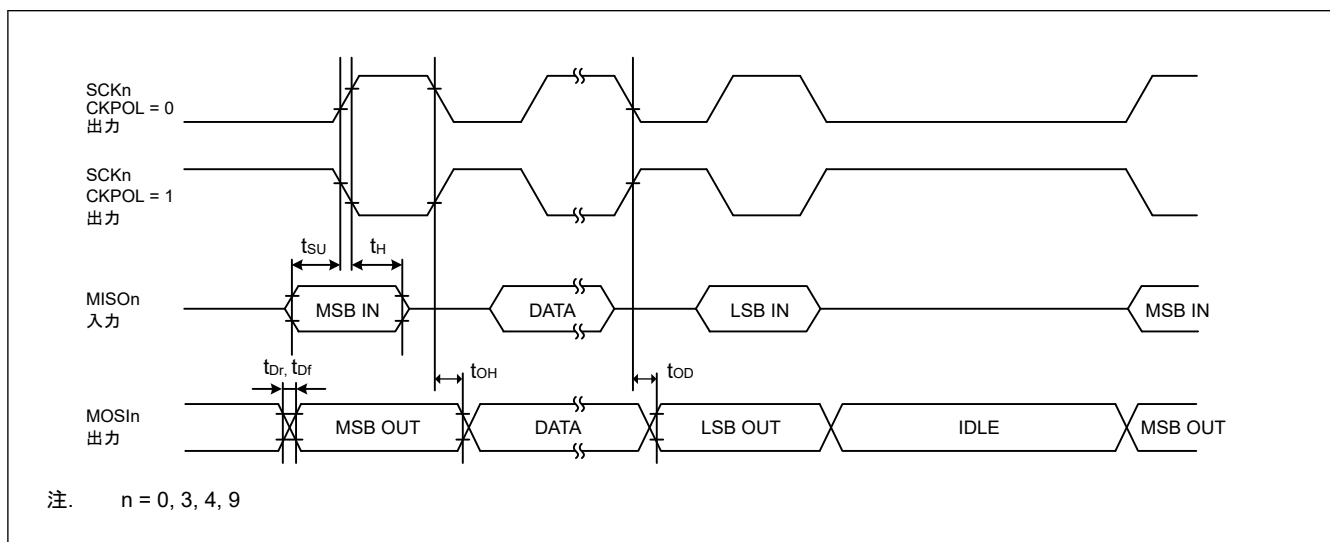 SCKn
CKPOL = 0
出力
SCKn
CKPOL = 1
出力
tSU
tH
MISOn
入力
MSB IN
DATA
LSB IN
MSB IN
tDr, tDf
tOH
tOD
MOSIn
出力
MSB OUT
DATA
LSB OUT
IDLE
MSB OUT
注. n = 0, 3, 4, 9